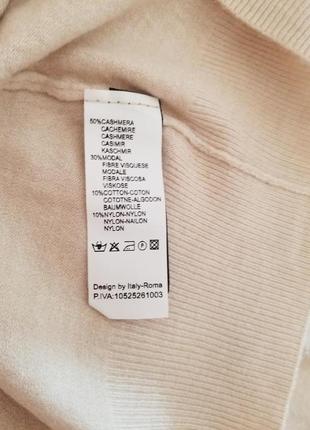 50%CASHMERA
CACHEMIRE
CASHMERE
CASIMIR
KASCHMIR
30%MODAL
FIBRE VISQUESE
MODALE
FIBRA VISCOSA
VISKOSE
10%COTTON-COTON
COTOTNE-ALGODON
BAUMWOLLE
10%NYLON-NYLON
NYLON-NAILON
NYLON
Design by Italy-Roma
P.IVA:10525261003